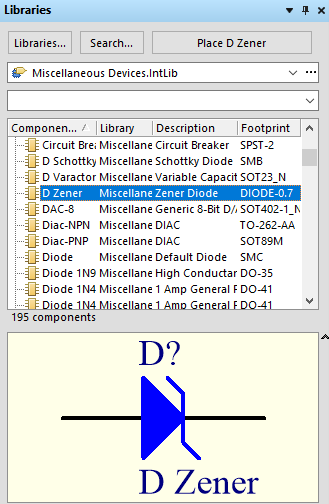 Libraries
Libraries... Search... Place D Zener
Miscellaneous Devices.IntLib ...
Componen... Library Description Footprint
Circuit Breaker Miscellane Circuit Breaker SPST-2
D Schottky Miscellane Schottky Diode SMB
D Varactor Miscellane Variable Capacit SOT23_N
D Zener Miscellane Zener Diode DIODE-0.7
DAC-8 Miscellane Generic 8-Bit D/A SOT402-1_N
Diac-NPN Miscellane DIAC TO-262-AA
Diac-PNP Miscellane DIAC SOT89M
Diode Miscellane Default Diode SMC
Diode 1N9 Miscellane High Conductan DO-35
Diode 1N4 Miscellane 1 Amp General F DO-41
Diode 1N4 Miscellane 1 Amp General F DO-41
195 components
D?
D Zener